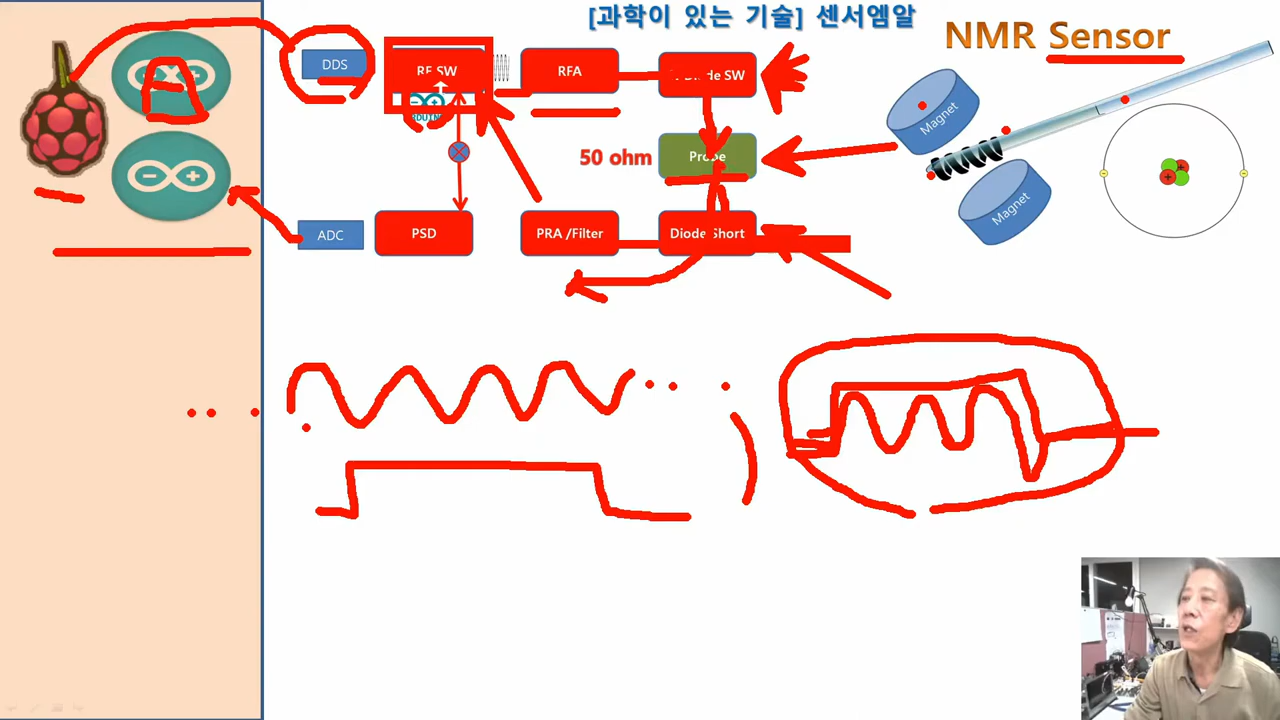 [과학이 있는 기술] 센서엠알
NMR Sensor
DDS
RF SW
RFA
Diode SW
50 ohm
Probe
Magnet
Magnet
ADC
PSD
PRA /Filter
Diode Short